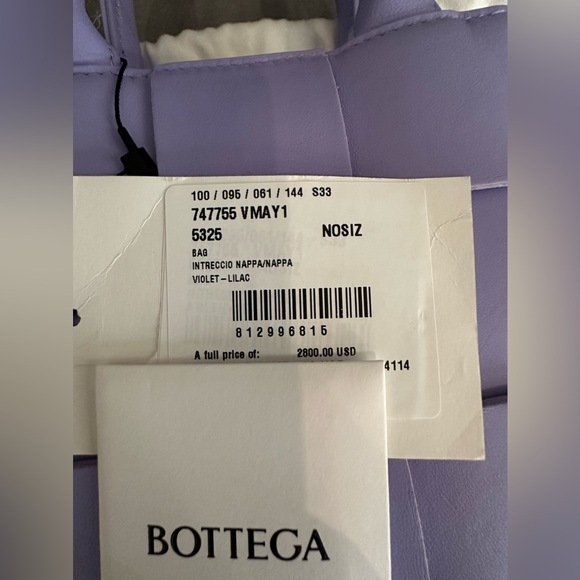 100 / 095 / 061 / 144 S33
747755 VMAY1
5325 NOSIZ
BAG
INTRECCIO NAPPA/NAPPA
VIOLET-LILAC
812996815
A full price of: 2800.00 USD
4114
BOTTEGA